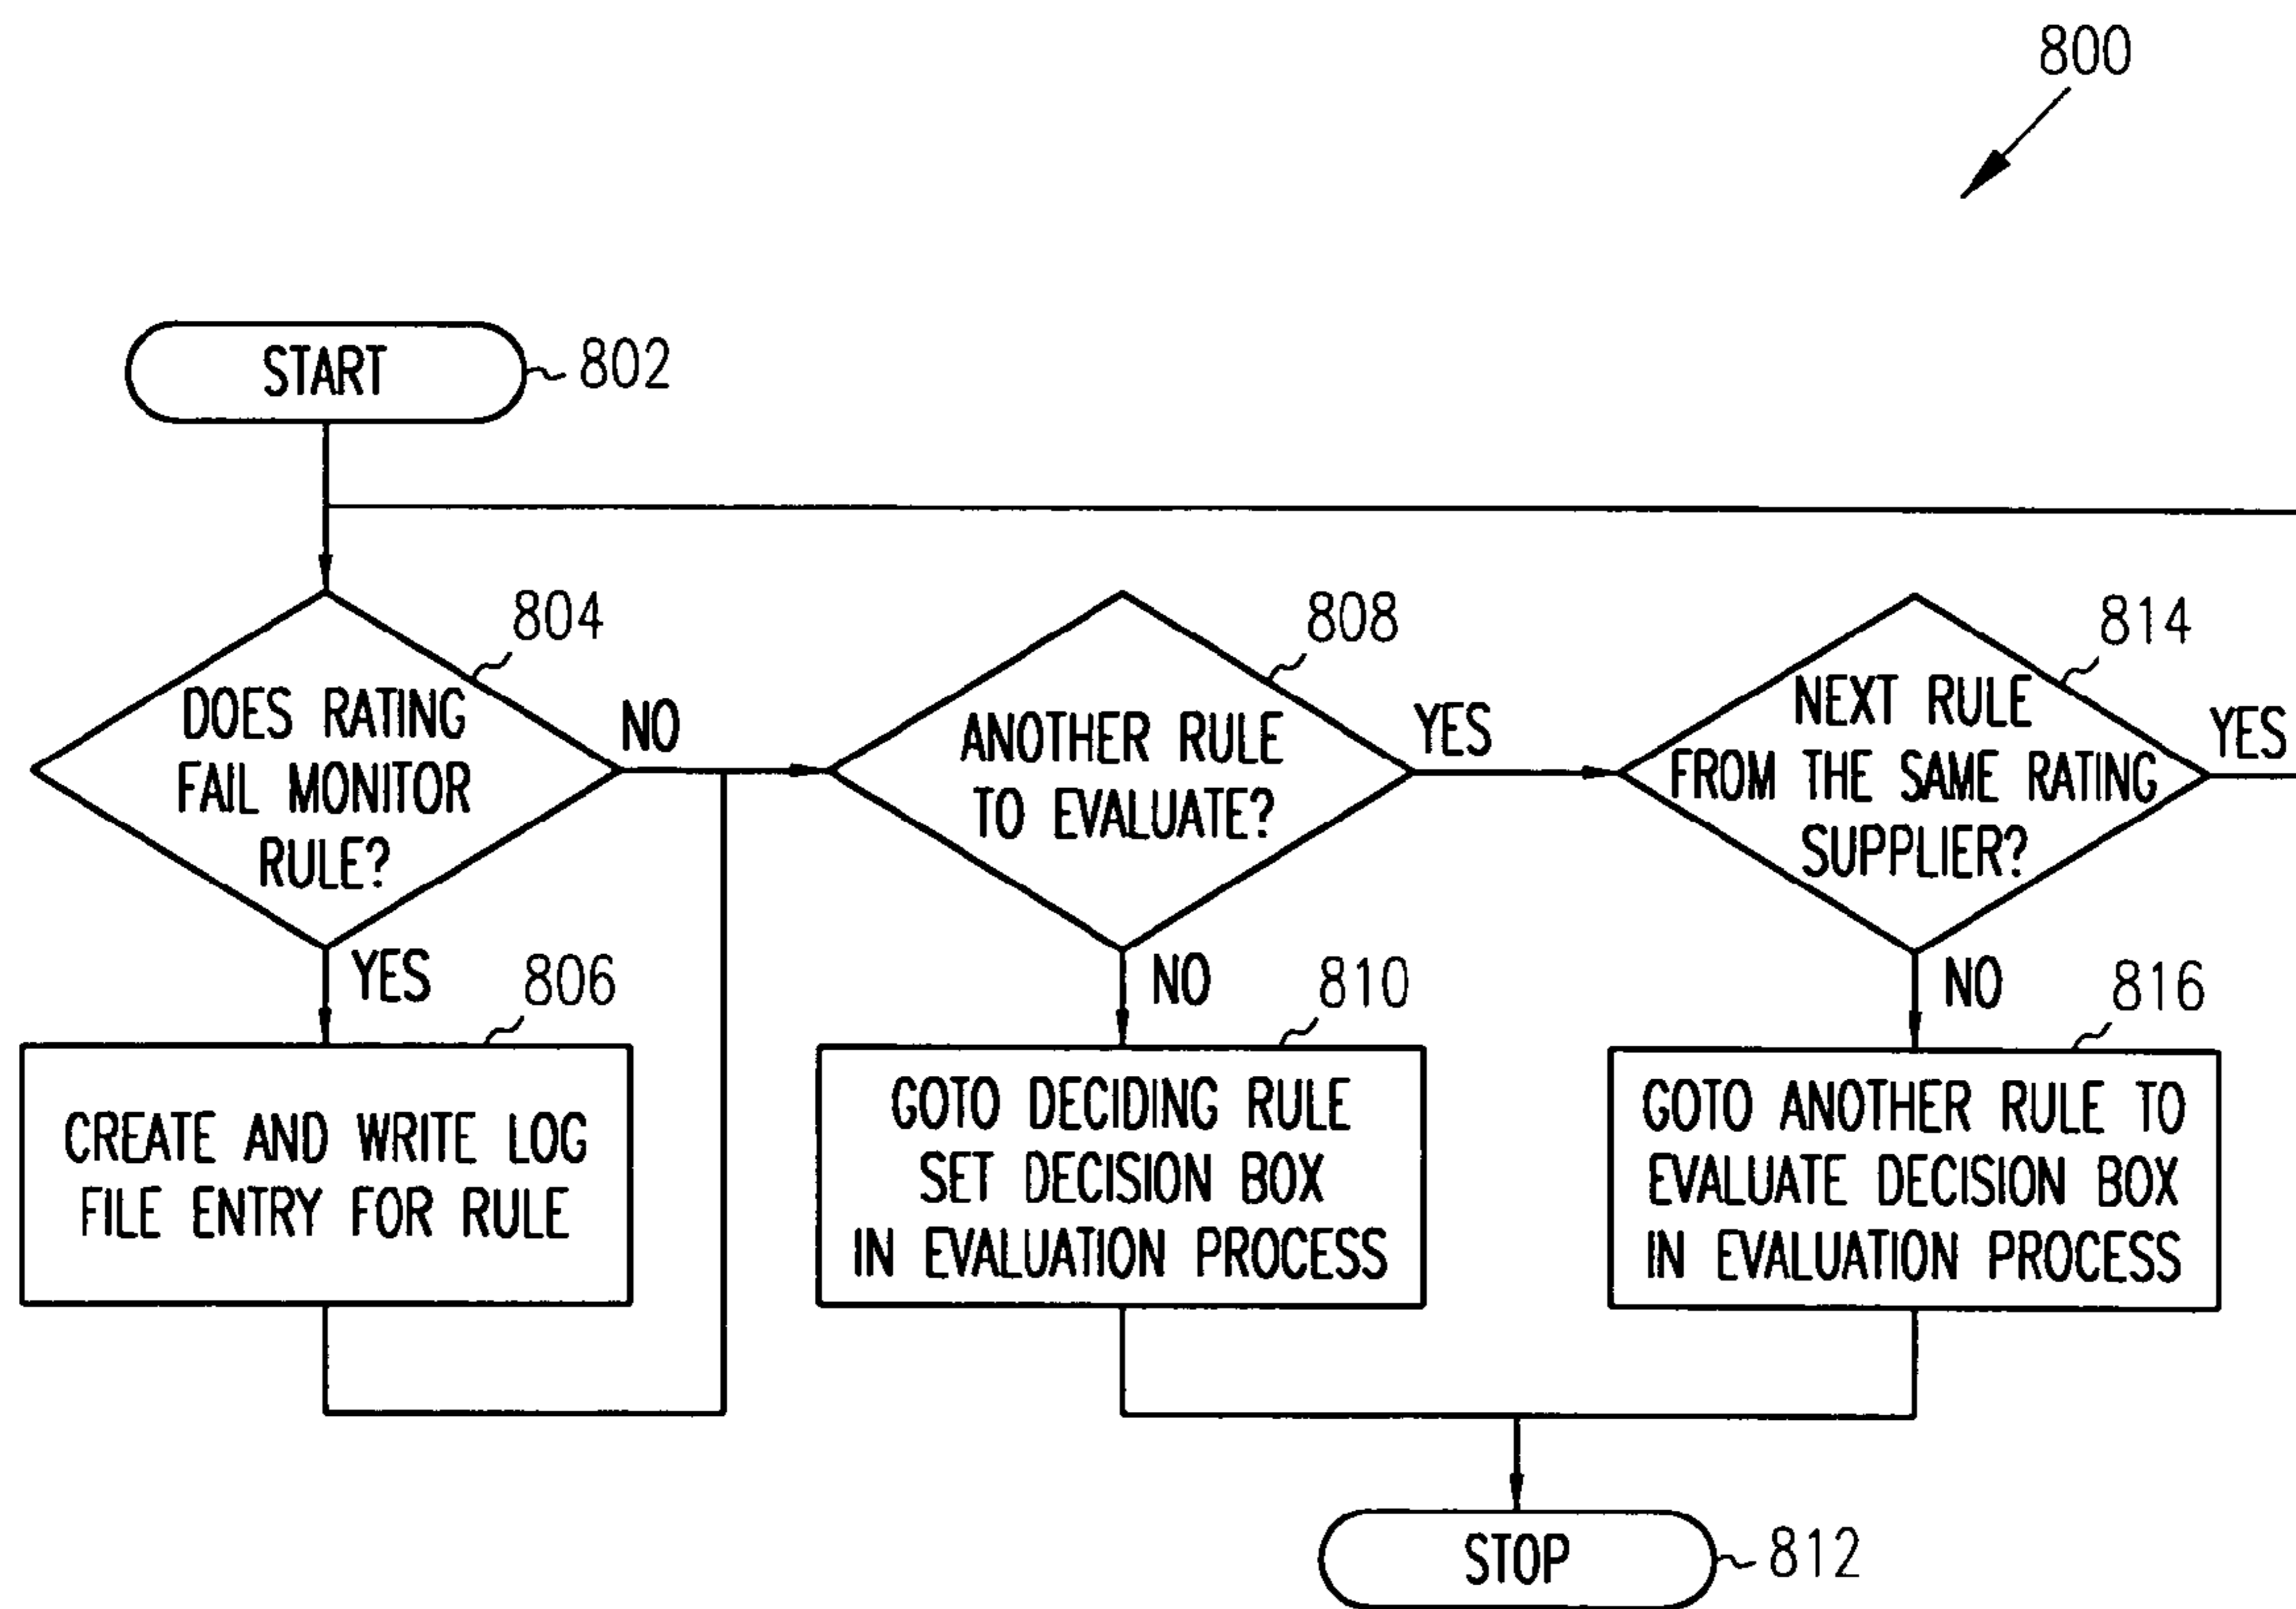 800
START
802
804
DOES RATING
FAIL MONITOR
RULE?
NO
YES
806
CREATE AND WRITE LOG
FILE ENTRY FOR RULE
808
ANOTHER RULE
TO EVALUATE?
YES
NO
810
GOTO DECIDING RULE
SET DECISION BOX
IN EVALUATION PROCESS
814
NEXT RULE
FROM THE SAME RATING
SUPPLIER?
YES
NO
816
GOTO ANOTHER RULE TO
EVALUATE DECISION BOX
IN EVALUATION PROCESS
STOP
812